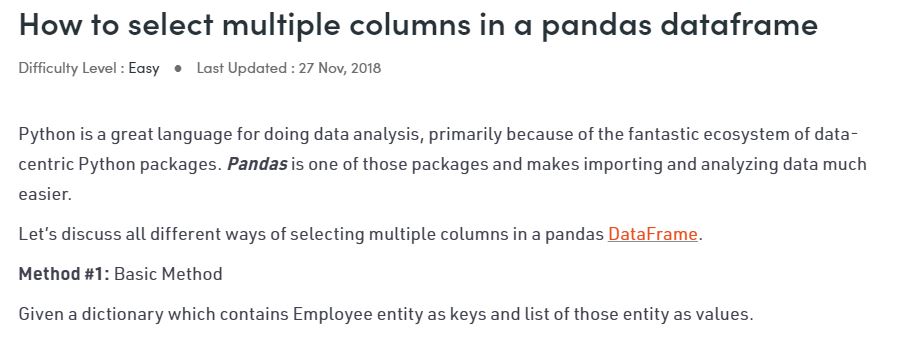 How to select multiple columns in a pandas dataframe
Difficulty Level : Easy ● Last Updated : 27 Nov, 2018
Python is a great language for doing data analysis, primarily because of the fantastic ecosystem of data-
centric Python packages. Pandas is one of those packages and makes importing and analyzing data much
easier.
Let’s discuss all different ways of selecting multiple columns in a pandas DataFrame.
Method #1: Basic Method
Given a dictionary which contains Employee entity as keys and list of those entity as values.